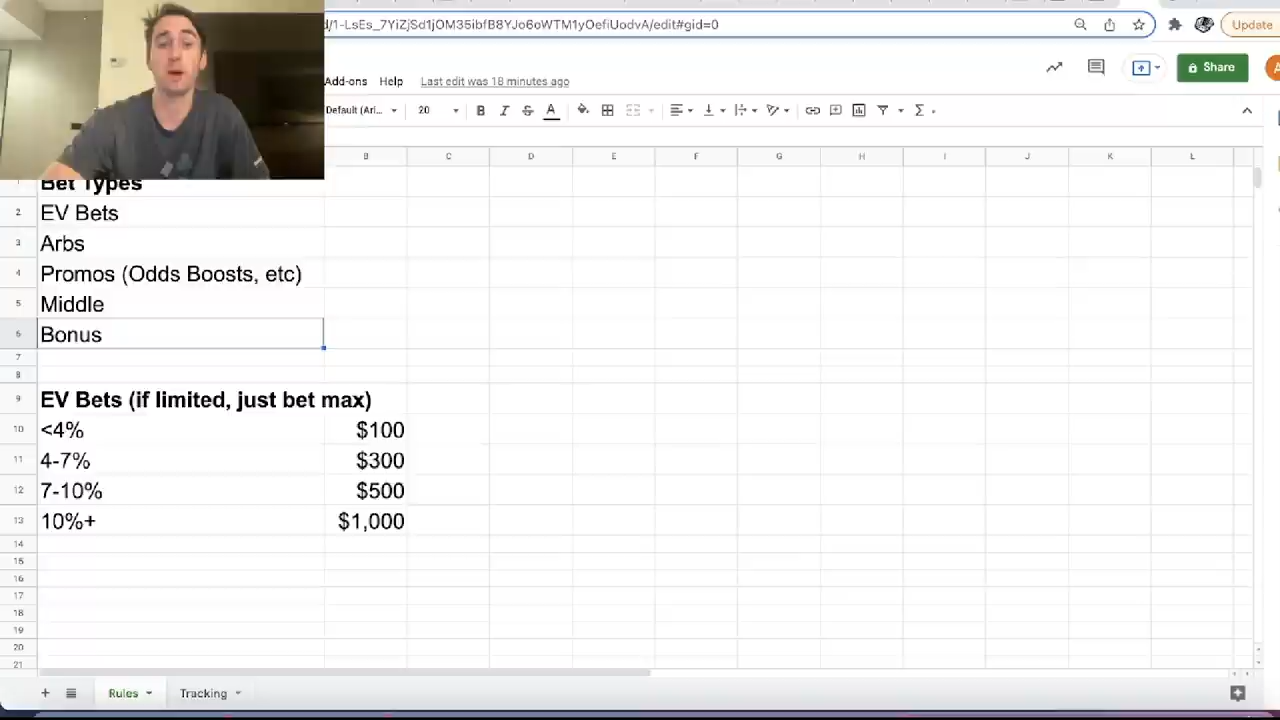 d/1-LsEs_7YiZjSd1jOM35ibfB8YJo6oWTM1yOefiUodvA/edit#gid=0
Update
Add-ons Help Last edit was 18 minutes ago
Share
Default (Ari... 20 B I S A
B C D E F G H I J K L
1 Bet Types
2 EV Bets
3 Arbs
4 Promos (Odds Boosts, etc)
5 Middle
6 Bonus
7
8
9 EV Bets (if limited, just bet max)
10 <4% $100
11 4-7% $300
12 7-10% $500
13 10%+ $1,000
14
15
16
17
18
19
20
21
Rules Tracking